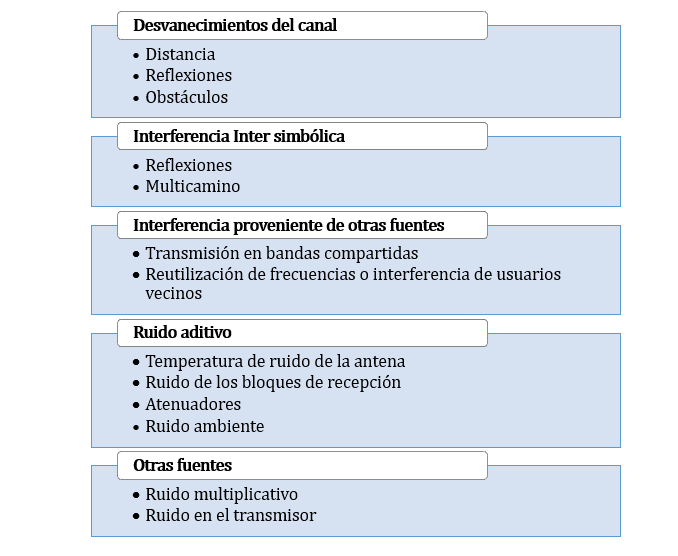 Desvanecimientos del canal
• Distancia
• Reflexiones
• Obstáculos
Interferencia Inter simbólica
• Reflexiones
• Multicamino
Interferencia proveniente de otras fuentes
• Transmisión en bandas compartidas
• Reutilización de frecuencias o interferencia de usuarios
vecinos
Ruido aditivo
• Temperatura de ruido de la antena
• Ruido de los bloques de recepción
• Atenuadores
• Ruido ambiente
Otras fuentes
• Ruido multiplicativo
• Ruido en el transmisor